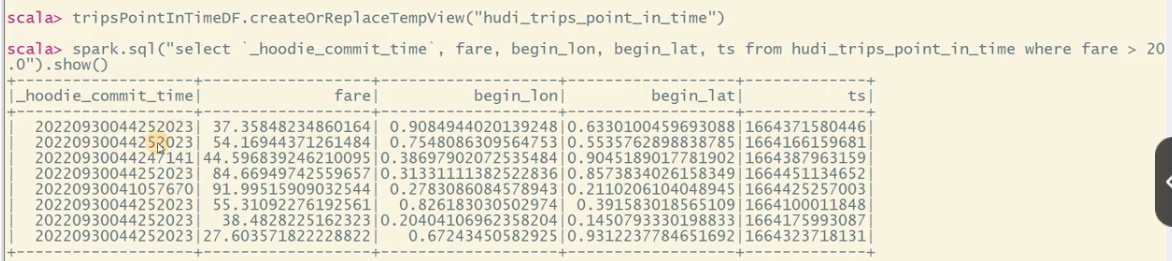 scala> tripsPointInTimeDF.createOrReplaceTempView("hudi_trips_point_in_time")
scala> spark.sql("select `_hoodie_commit_time`, fare, begin_lon, begin_lat, ts from hudi_trips_point_in_time where fare > 20
.0").show()
+-------------------+------------------+-------------------+------------------+-------------+
|_hoodie_commit_time|              fare|          begin_lon|         begin_lat|           ts|
+-------------------+------------------+-------------------+------------------+-------------+
|  20220930044252023| 37.35848234860164| 0.9084944020139248|0.6330100459693088|1664371580446|
|  20220930044252023| 54.16944371261484| 0.7548086309564753|0.5535762898838785|1664166159681|
|  20220930044247141|44.596839246210095|0.38697902072535484|0.9045189017781902|1664387963159|
|  20220930044252023| 84.66949742559657|0.31331111382522836|0.8573834026158349|1664451134652|
|  20220930041057670| 91.99515909032544| 0.2783086084578943|0.2110206104048945|1664425257003|
|  20220930044252023| 55.31092276192561|  0.826183030502974| 0.391583018565109|1664100011848|
|  20220930044252023|  38.4828225162323|0.20404106962358204|0.1450793330198833|1664175993087|
|  20220930044252023|27.603571822228822|   0.67243450582925|0.9312237784651692|1664323718131|
+-------------------+------------------+-------------------+------------------+-------------+